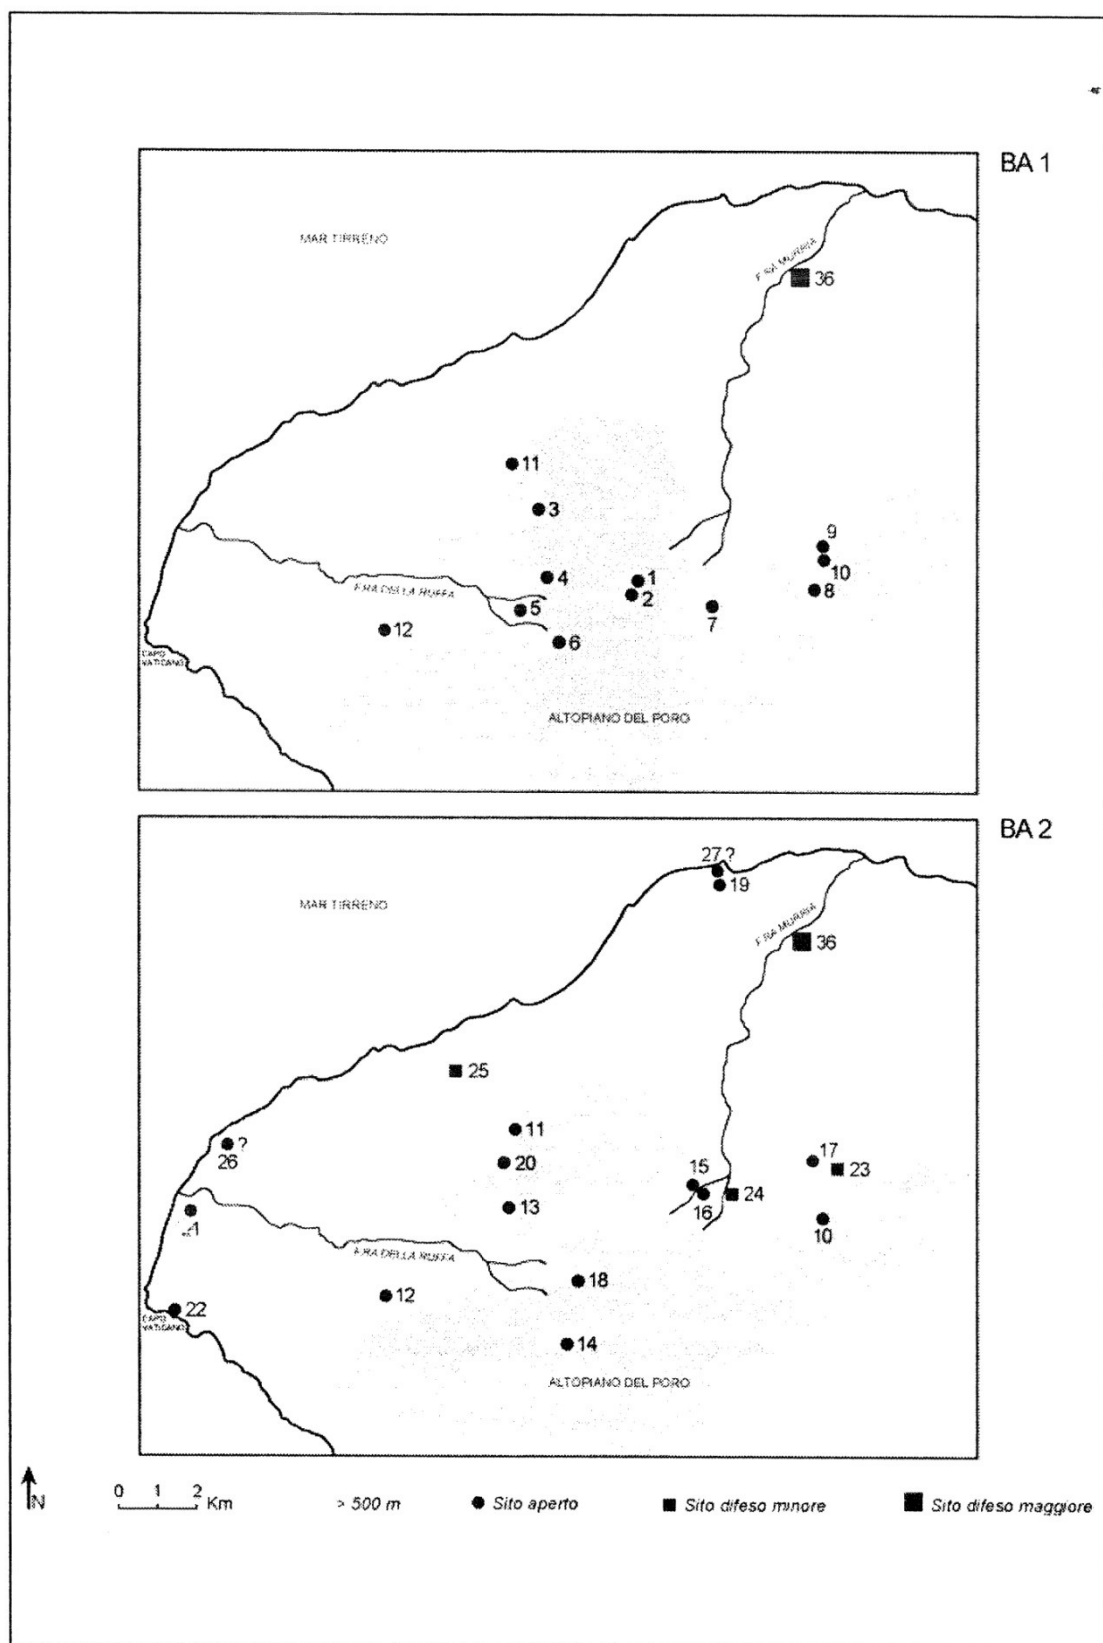 BA 1
MAR TIRRENO
F.RA MURRIA
36
11
3
9
10
4
1
2
8
F.RA DELLA RUFFA
5
7
12
6
CAPO
VATICANO
ALTOPIANO DEL PORO
BA 2
27?
19
MAR TIRRENO
F.RA MURRIA
36
25
11
26 ?
20
17
23
15
16
24
13
21
10
F.RA DELLA RUFFA
18
12
22
CAPO
VATICANO
14
ALTOPIANO DEL PORO
N
0 1 2 Km
> 500 m
Sito aperto
Sito difeso minore
Sito difeso maggiore